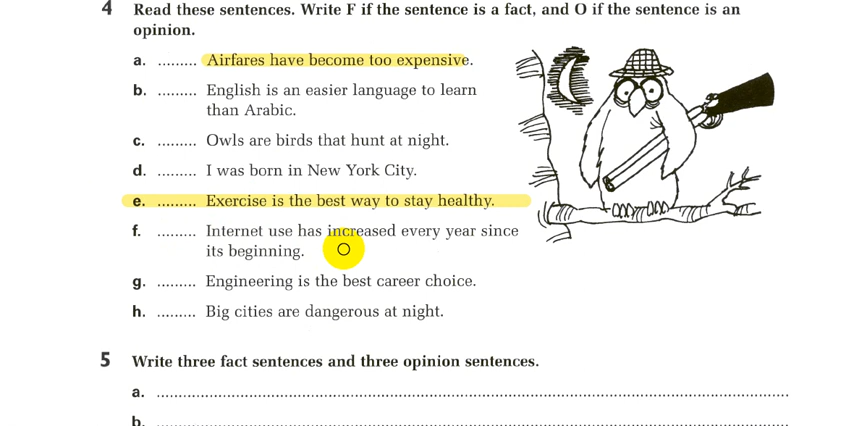 4 Read these sentences. Write F if the sentence is a fact, and O if the sentence is an
opinion.
a. ......... Airfares have become too expensive.
b. ......... English is an easier language to learn
than Arabic.
c. ......... Owls are birds that hunt at night.
d. ......... I was born in New York City.
e. ......... Exercise is the best way to stay healthy.
f. ......... Internet use has increased every year since
its beginning.
g. ......... Engineering is the best career choice.
h. ......... Big cities are dangerous at night.
5 Write three fact sentences and three opinion sentences.
a. ................................................................
b. ................................................................